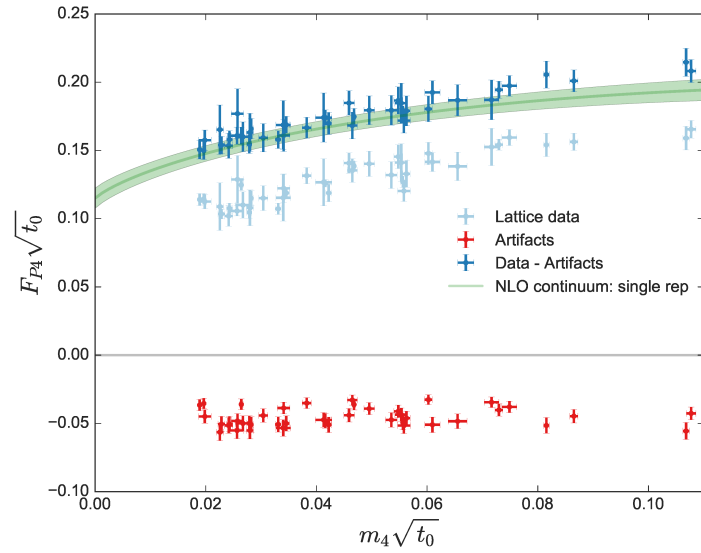 0.25
0.20
0.15
0.10
0.05
0.00
−0.05
−0.10
F_{P4}√t_0
Lattice data
Artifacts
Data - Artifacts
NLO continuum: single rep
0.00 0.02 0.04 0.06 0.08 0.10
m_4√t_0